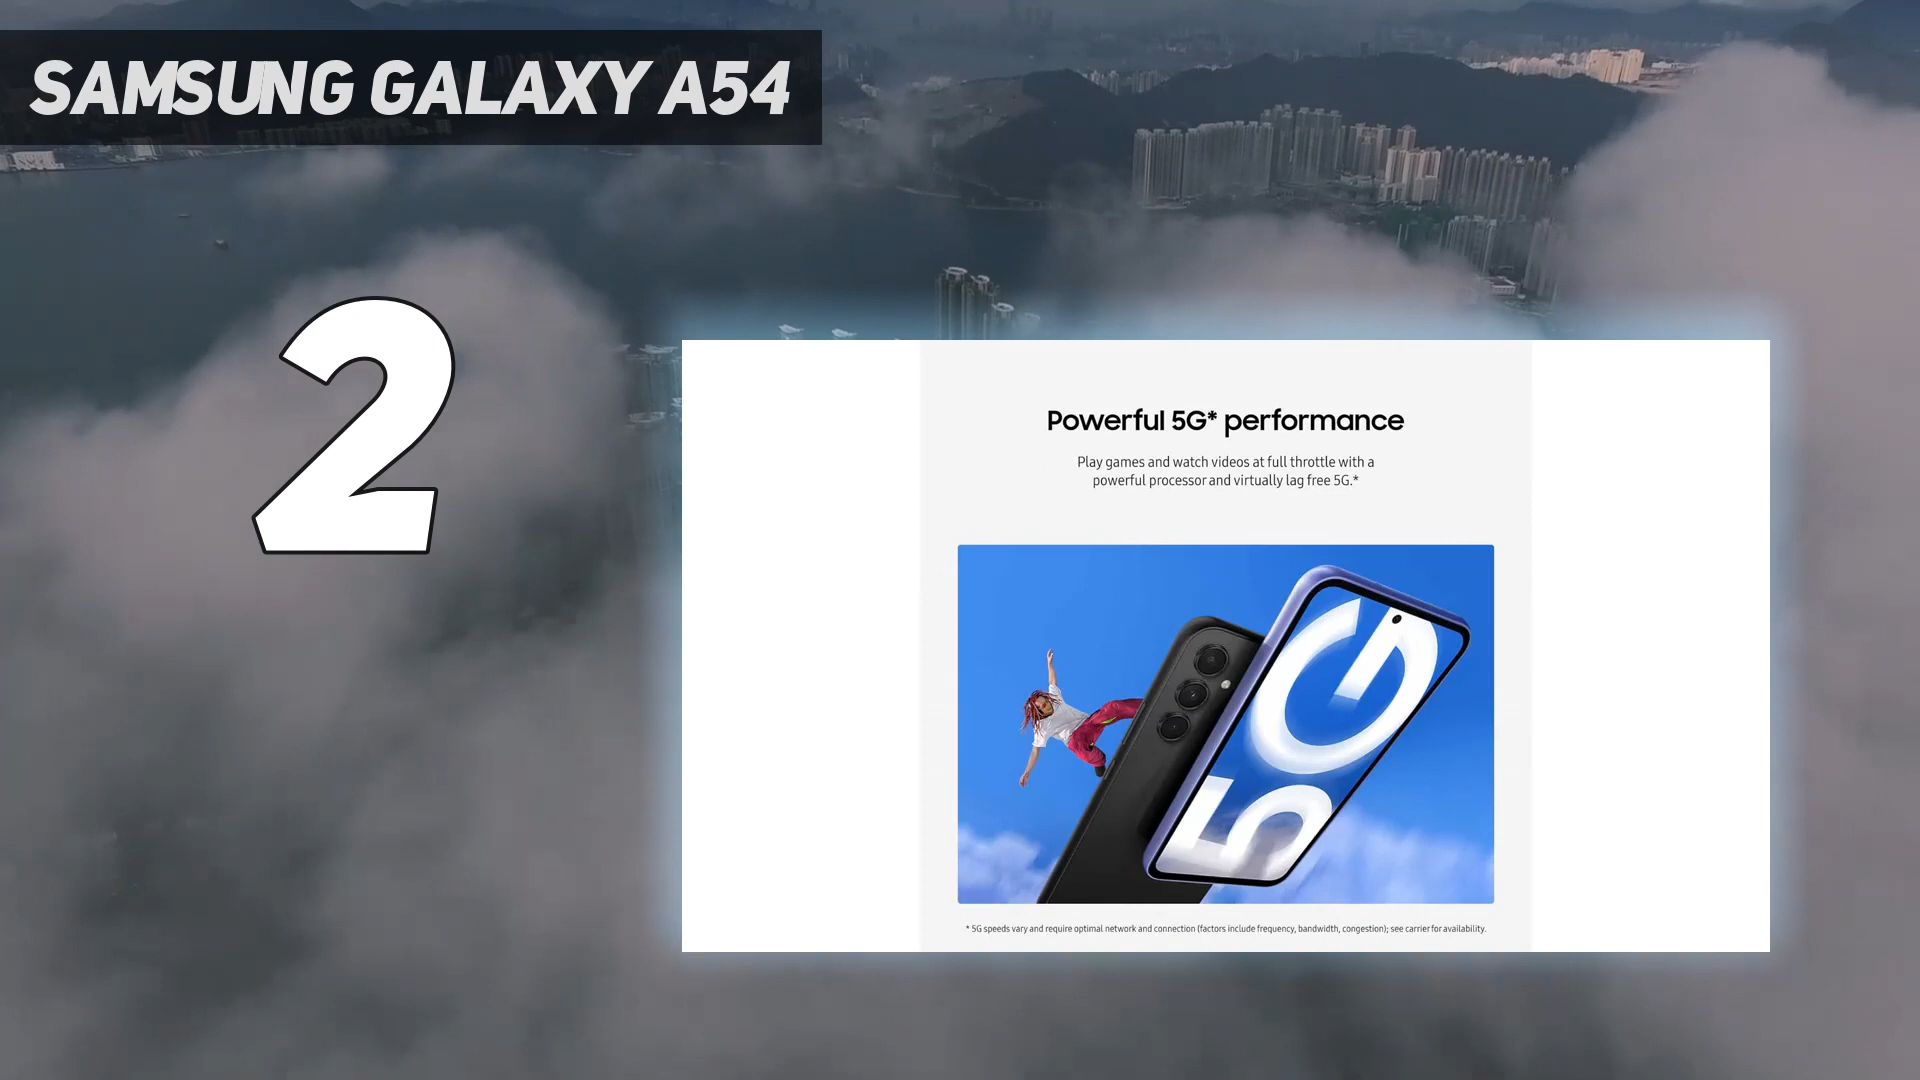 SAMSUNG GALAXY A54
2
Powerful 5G* performance
Play games and watch videos at full throttle with a
powerful processor and virtually lag free 5G.*
5G
* 5G speeds vary and require optimal network and connection (factors include frequency, bandwidth, congestion); see carrier for availability.